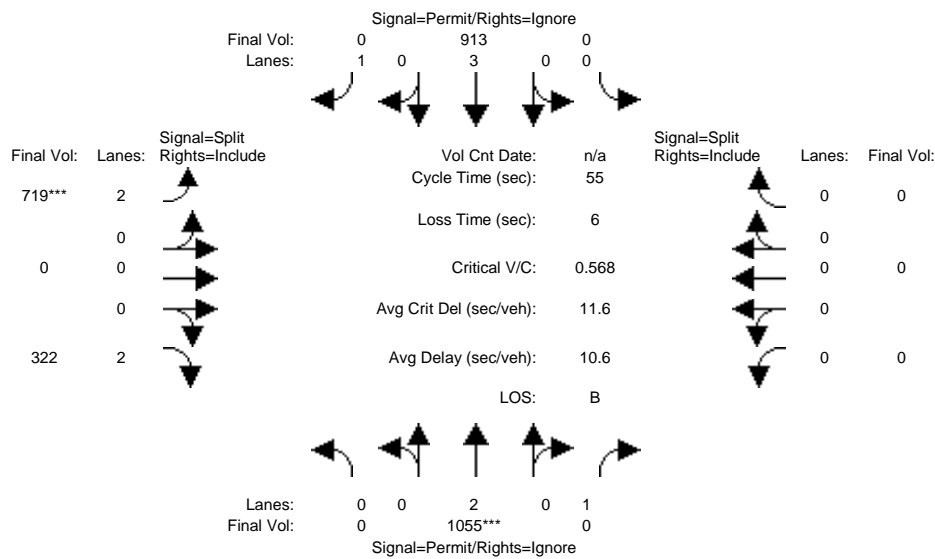 Signal=Permit/Rights=Ignore
Final Vol: 0 913 0
Lanes: 1 0 3 0 0
Signal=Split
Final Vol: Lanes: Rights=Include
Vol Cnt Date: n/a
Signal=Split
Rights=Include Lanes: Final Vol:
Cycle Time (sec): 55
719*** 2
0 0
Loss Time (sec): 6
0
0
0 0
Critical V/C: 0.568
0 0
0
Avg Crit Del (sec/veh): 11.6
0
322 2
Avg Delay (sec/veh): 10.6
0 0
LOS: B
Lanes: 0 0 2 0 1
Final Vol: 0 1055*** 0
Signal=Permit/Rights=Ignore